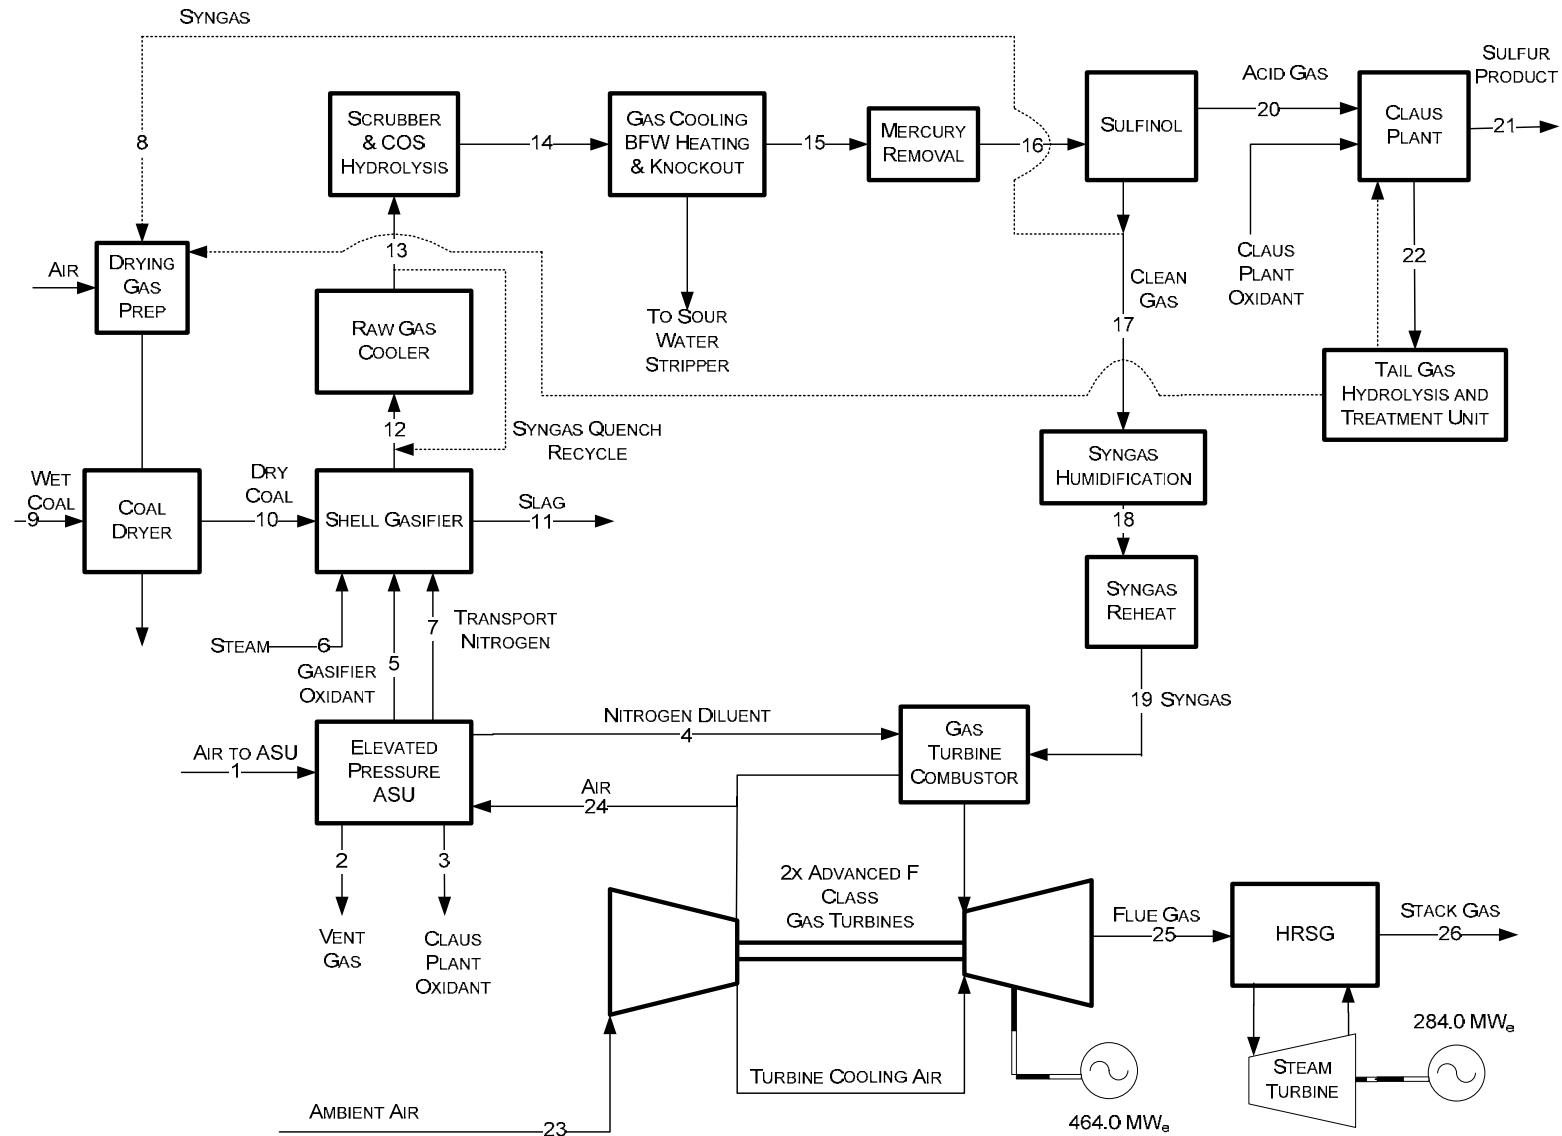 SYNGAS
8
SCRUBBER
& COS
HYDROLYSIS
14
GAS COOLING
BFW HEATING
& KNOCKOUT
15
MERCURY
REMOVAL
16
SULFINOL
ACID GAS
20
CLAUS
PLANT
SULFUR
PRODUCT
21
AIR
DRYING
GAS
PREP
13
RAW GAS
COOLER
TO SOUR
WATER
STRIPPER
CLEAN
GAS
17
CLAUS
PLANT
OXIDANT
22
TAIL GAS
HYDROLYSIS AND
TREATMENT UNIT
12
SYNGAS QUENCH
RECYCLE
WET
COAL
9
COAL
DRYER
DRY
COAL
10
SHELL GASIFIER
SLAG
11
SYNGAS
HUMIDIFICATION
18
SYNGAS
REHEAT
STEAM
6
GASIFIER
OXIDANT
5
7
TRANSPORT
NITROGEN
19 SYNGAS
AIR TO ASU
1
ELEVATED
PRESSURE
ASU
NITROGEN DILUENT
4
GAS
TURBINE
COMBUSTOR
AIR
24
2
3
VENT
GAS
CLAUS
PLANT
OXIDANT
2X ADVANCED F
CLASS
GAS TURBINES
FLUE GAS
25
HRSG
STACK GAS
26
TURBINE COOLING AIR
AMBIENT AIR
23
464.0 MWe
STEAM
TURBINE
284.0 MWe